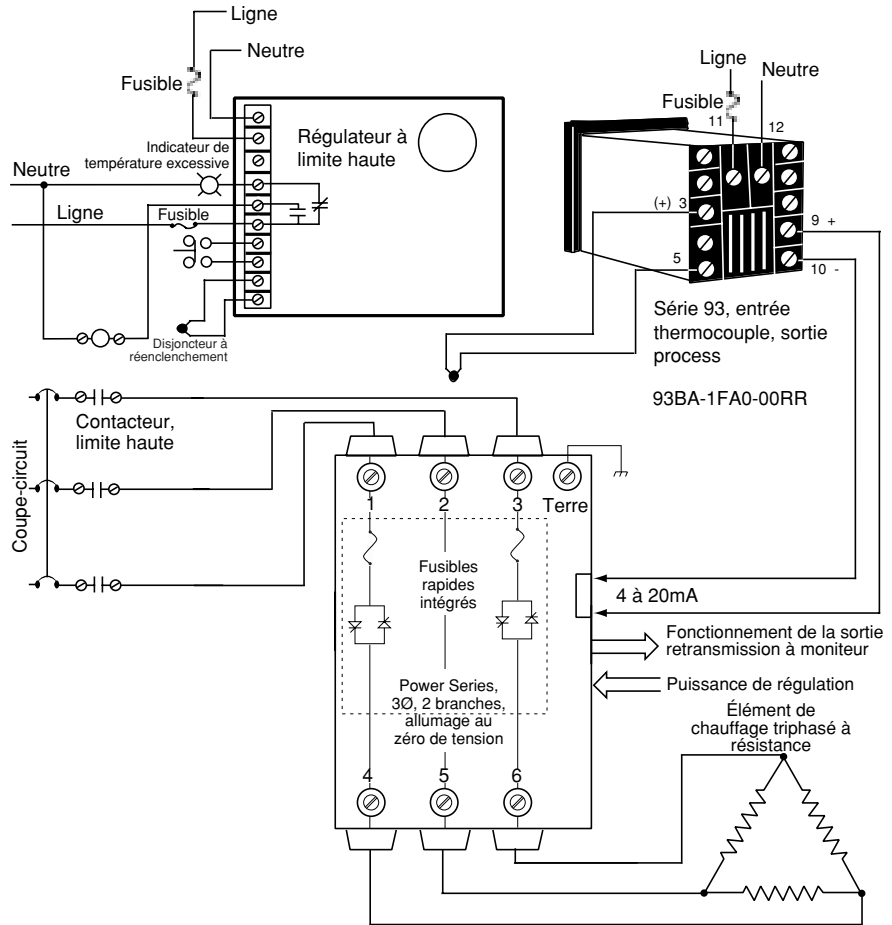 Ligne
Neutre
Fusible
Régulateur à
limite haute
Indicateur de
température excessive
Neutre
Ligne
Fusible
Disjoncteur à
réenclenchement
Ligne
Neutre
Fusible
11
12
(+) 3
5
9 +
10 -
Série 93, entrée
thermocouple, sortie
process
93BA-1FA0-00RR
Coupe-circuit
Contacteur,
limite haute
1
2
3
Terre
Fusibles
rapides
intégrés
4 à 20mA
Fonctionnement de la sortie
retransmission à moniteur
Puissance de régulation
Power Series,
3Ø, 2 branches,
allumage au
zéro de tension
Élément de
chauffage triphasé à
résistance
4
5
6